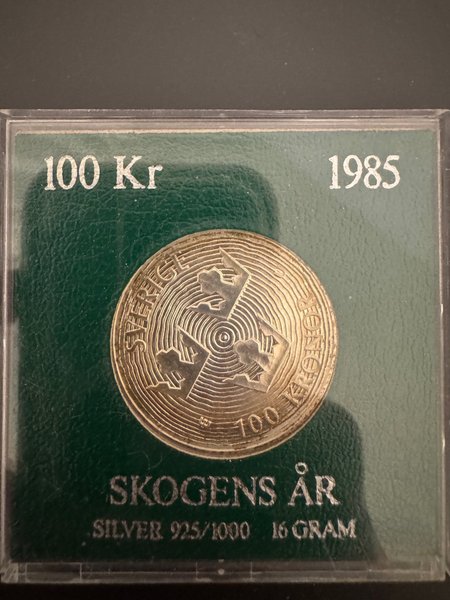 100 Kr 1985
SVERIGE
100 KRONOR
SKOGENS ÅR
SILVER 925/1000 16 GRAM